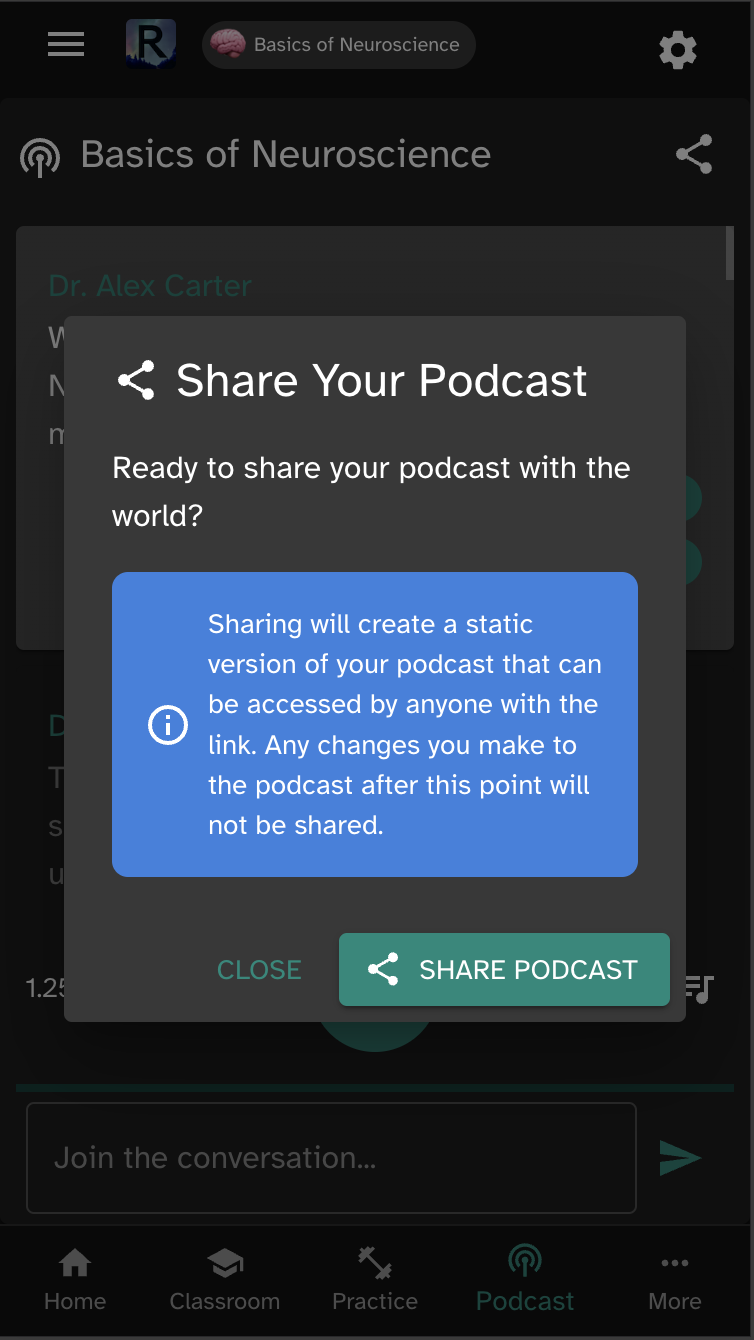 R
Basics of Neuroscience
Basics of Neuroscience
Dr. Alex Carter
Share Your Podcast
Ready to share your podcast with the
world?
Sharing will create a static
version of your podcast that can
be accessed by anyone with the
link. Any changes you make to
the podcast after this point will
not be shared.
CLOSE
SHARE PODCAST
Join the conversation...
Home
Classroom
Practice
Podcast
More